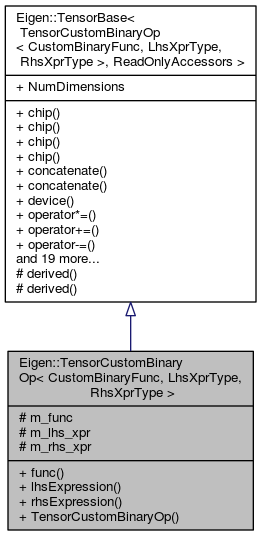 Eigen::TensorBase<
TensorCustomBinaryOp
< CustomBinaryFunc, LhsXprType,
RhsXprType >, ReadOnlyAccessors >
+ NumDimensions
+ chip()
+ chip()
+ chip()
+ chip()
+ concatenate()
+ concatenate()
+ device()
+ operator*=()
+ operator+=()
+ operator-=()
and 19 more...
# derived()
# derived()
Eigen::TensorCustomBinary
Op< CustomBinaryFunc, LhsXprType,
RhsXprType >
# m_func
# m_lhs_xpr
# m_rhs_xpr
+ func()
+ lhsExpression()
+ rhsExpression()
+ TensorCustomBinaryOp()